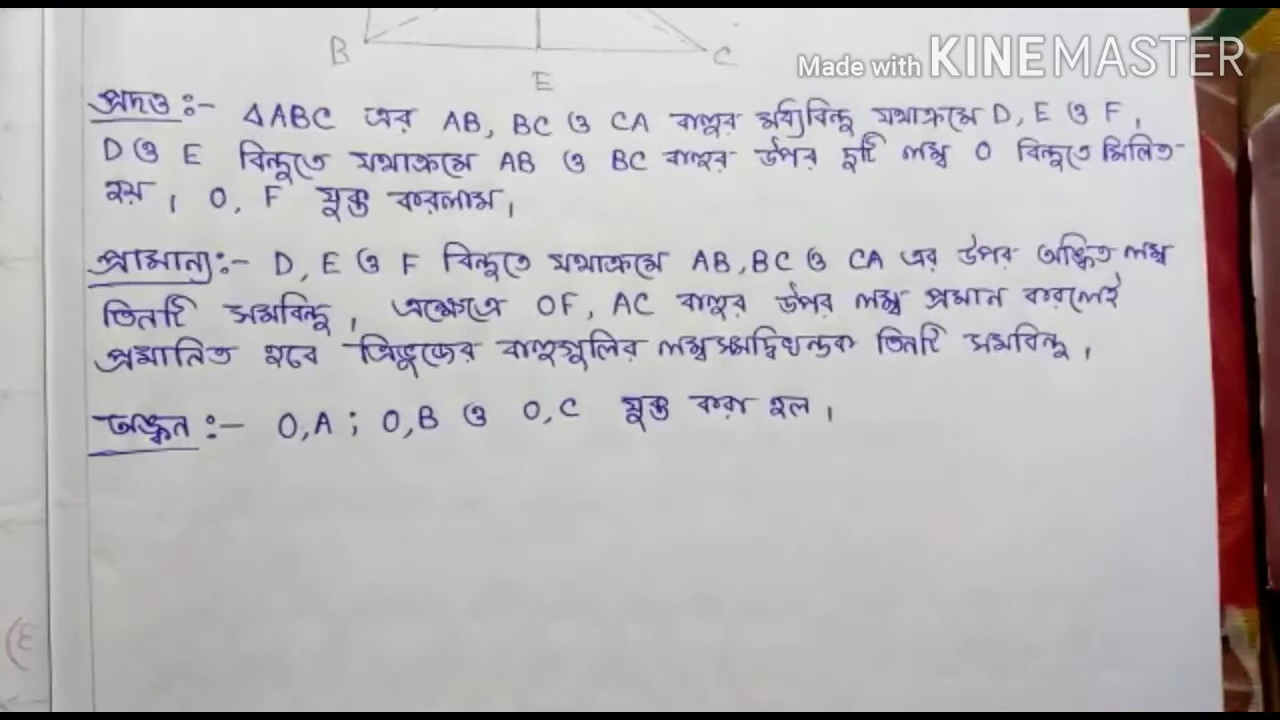 B
E
C
Made with KINEMASTER
প্রদত্ত :- ΔABC এর AB, BC ও CA বাহুর মধ্যবিন্দু যথাক্রমে D, E ও F,
D ও E বিন্দুতে যথাক্রমে AB ও BC বাহুর উপর দুটি লম্ব O বিন্দুতে মিলিত
হয়। O, F যুক্ত করলাম।
প্রামান্য :- D, E ও F বিন্দুতে যথাক্রমে AB, BC ও CA এর উপর অঙ্কিত লম্ব
তিনটি সমবিন্দু। এক্ষেত্রে OF, AC বাহুর উপর লম্ব প্রমান করলেই
প্রমানিত হবে ত্রিভুজের বাহুগুলির লম্বসমদ্বিখন্ডক তিনটি সমবিন্দু।
অঙ্কন :- O,A ; O,B ও O,C যুক্ত করা হল।